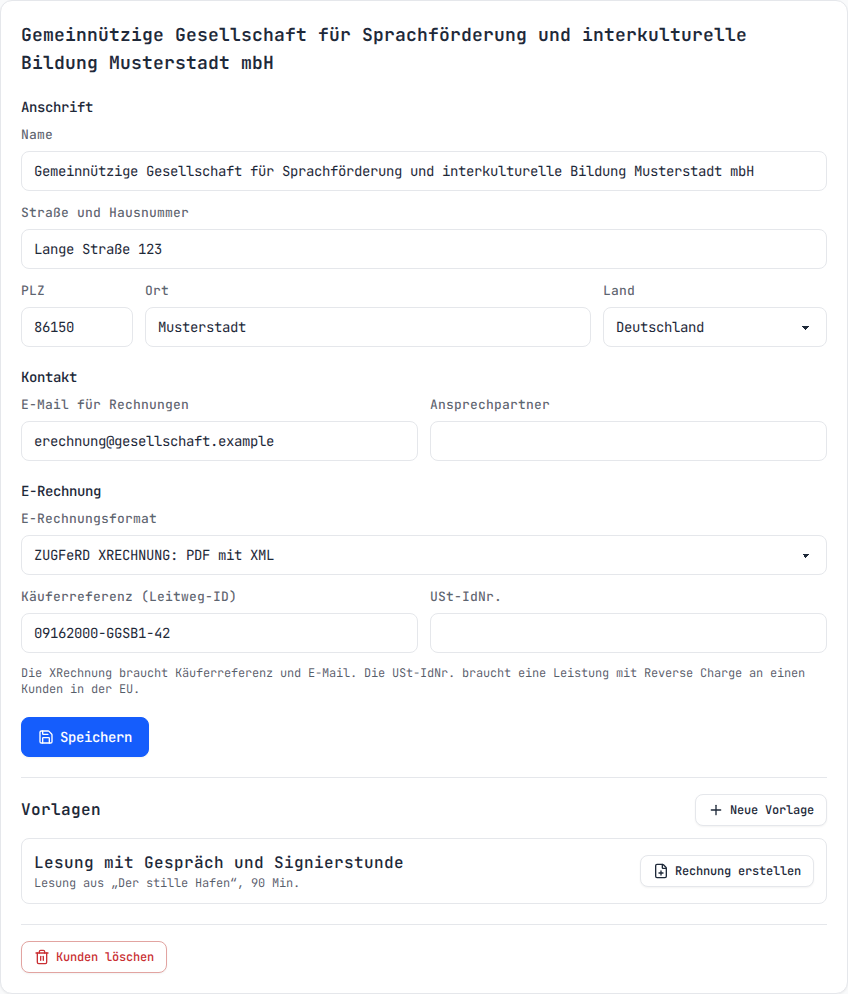 Gemeinnützige Gesellschaft für Sprachförderung und interkulturelle
Bildung Musterstadt mbH
Anschrift
Name
Gemeinnützige Gesellschaft für Sprachförderung und interkulturelle Bildung Musterstadt mbH
Straße und Hausnummer
Lange Straße 123
PLZ Ort Land
86150 Musterstadt Deutschland
Kontakt
E-Mail für Rechnungen Ansprechpartner
erechnung@gesellschaft.example
E-Rechnung
E-Rechnungsformat
ZUGFeRD XRECHNUNG: PDF mit XML
Käuferreferenz (Leitweg-ID) USt-IdNr.
09162000-GGSB1-42
Die XRechnung braucht Käuferreferenz und E-Mail. Die USt-IdNr. braucht eine Leistung mit Reverse Charge an einen
Kunden in der EU.
Speichern
Vorlagen Neue Vorlage
Lesung mit Gespräch und Signierstunde
Lesung aus „Der stille Hafen“, 90 Min.
Rechnung erstellen
Kunden löschen